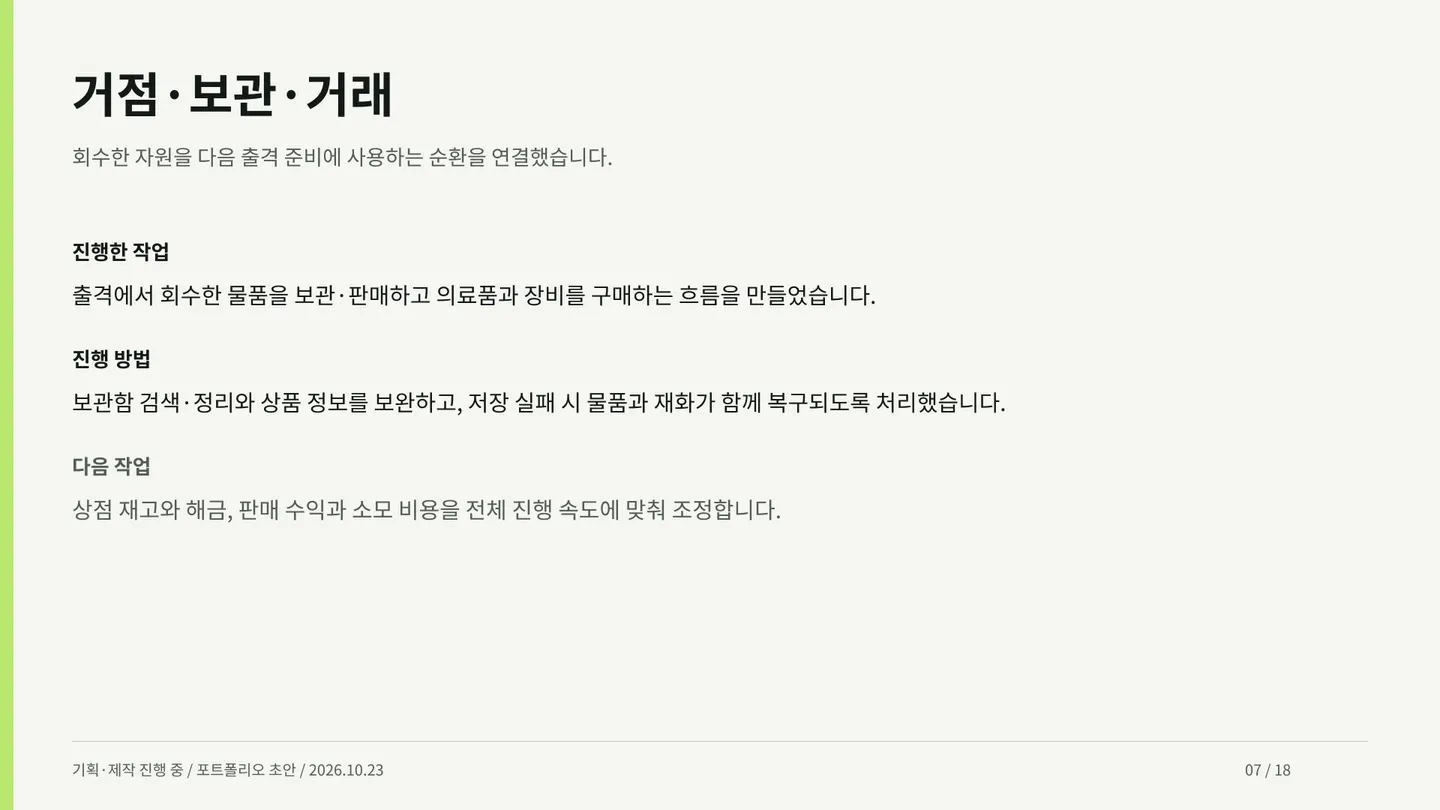 거점·보관·거래
회수한 자원을 다음 출격 준비에 사용하는 순환을 연결했습니다.
진행한 작업
출격에서 회수한 물품을 보관·판매하고 의료품과 장비를 구매하는 흐름을 만들었습니다.
진행 방법
보관함 검색·정리와 상품 정보를 보완하고, 저장 실패 시 물품과 재화가 함께 복구되도록 처리했습니다.
다음 작업
상점 재고와 해금, 판매 수익과 소모 비용을 전체 진행 속도에 맞춰 조정합니다.
기획·제작 진행 중 / 포트폴리오 초안 / 2026.10.23
07 / 18